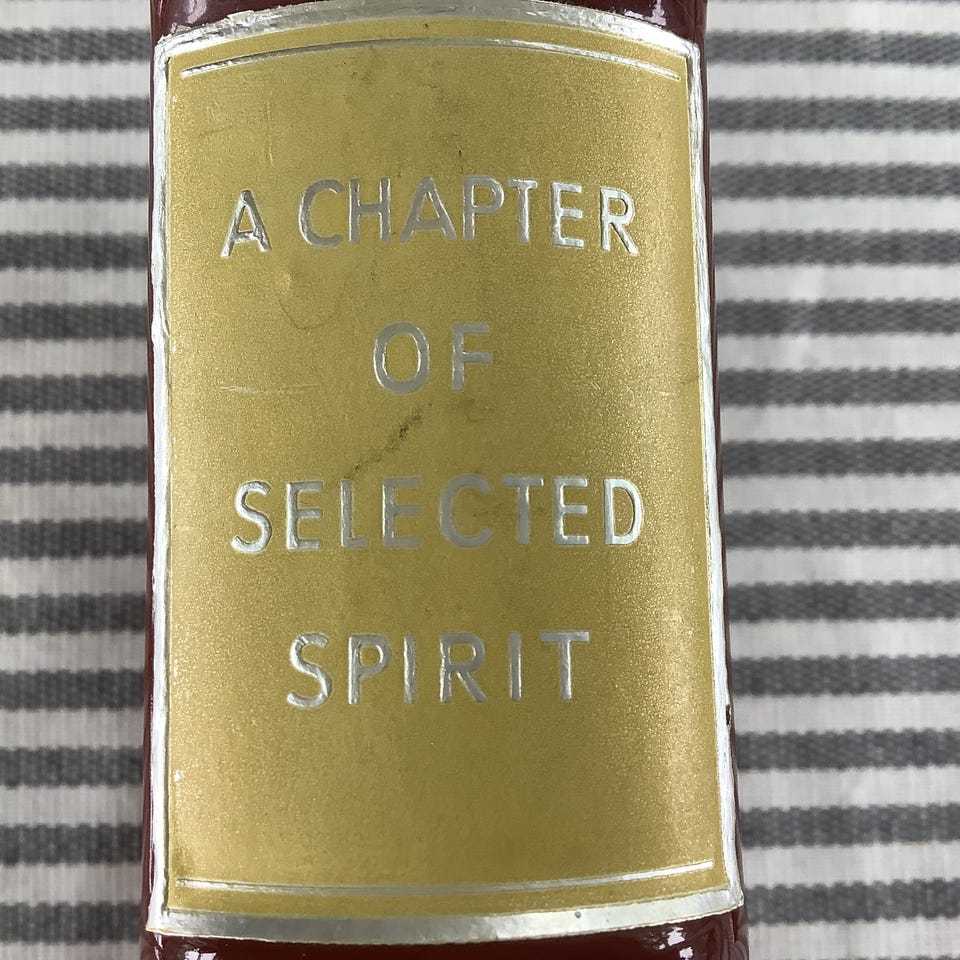 A CHAPTER
OF
SELECTED
SPIRIT